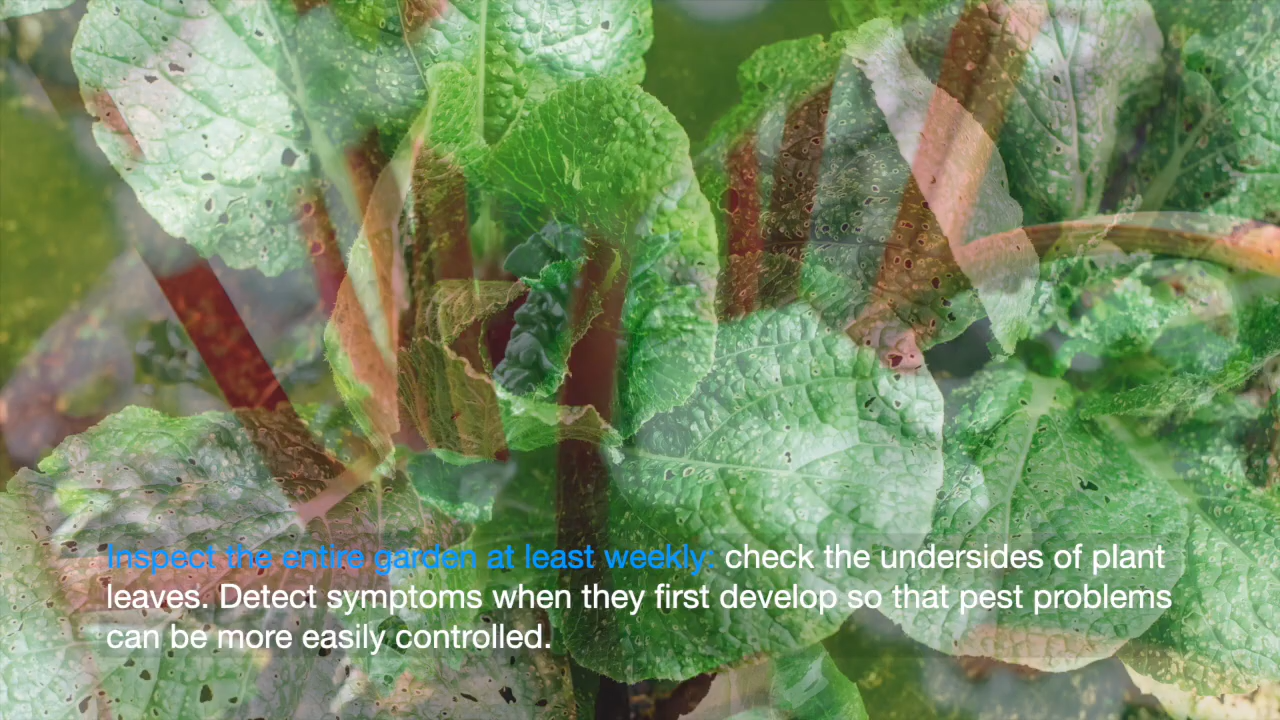 Inspect the entire garden at least weekly: check the undersides of plant
leaves. Detect symptoms when they first develop so that pest problems
can be more easily controlled.